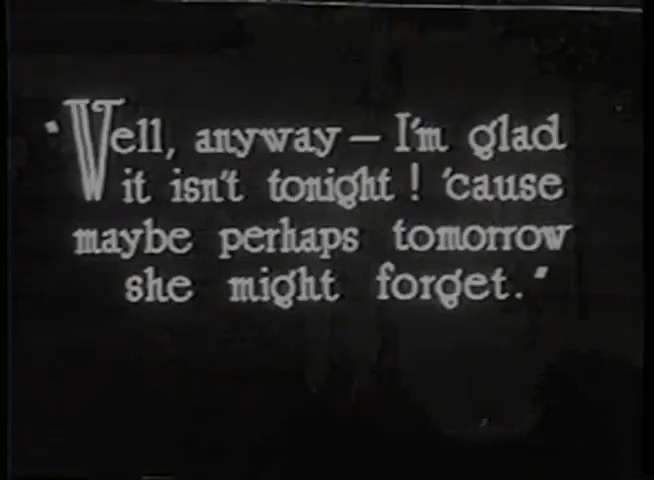 "Well, anyway — I'm glad
it isn't tonight! 'cause
maybe perhaps tomorrow
she might forget."